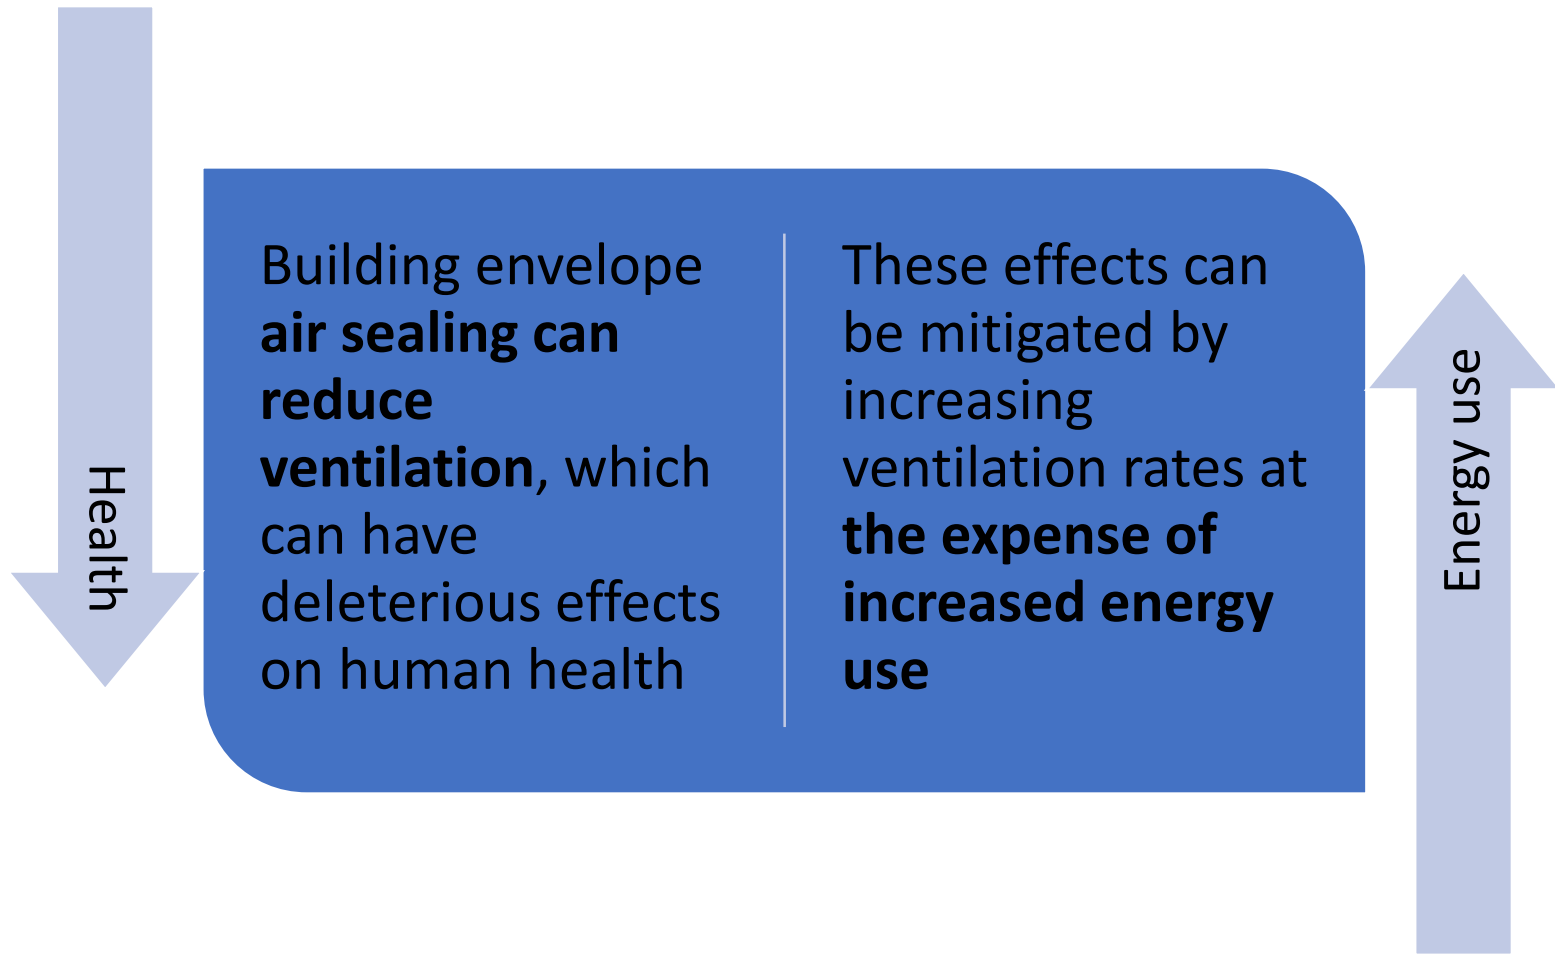 Health
Building envelope
air sealing can
reduce
ventilation, which
can have
deleterious effects
on human health
These effects can
be mitigated by
increasing
ventilation rates at
the expense of
increased energy
use
Energy use